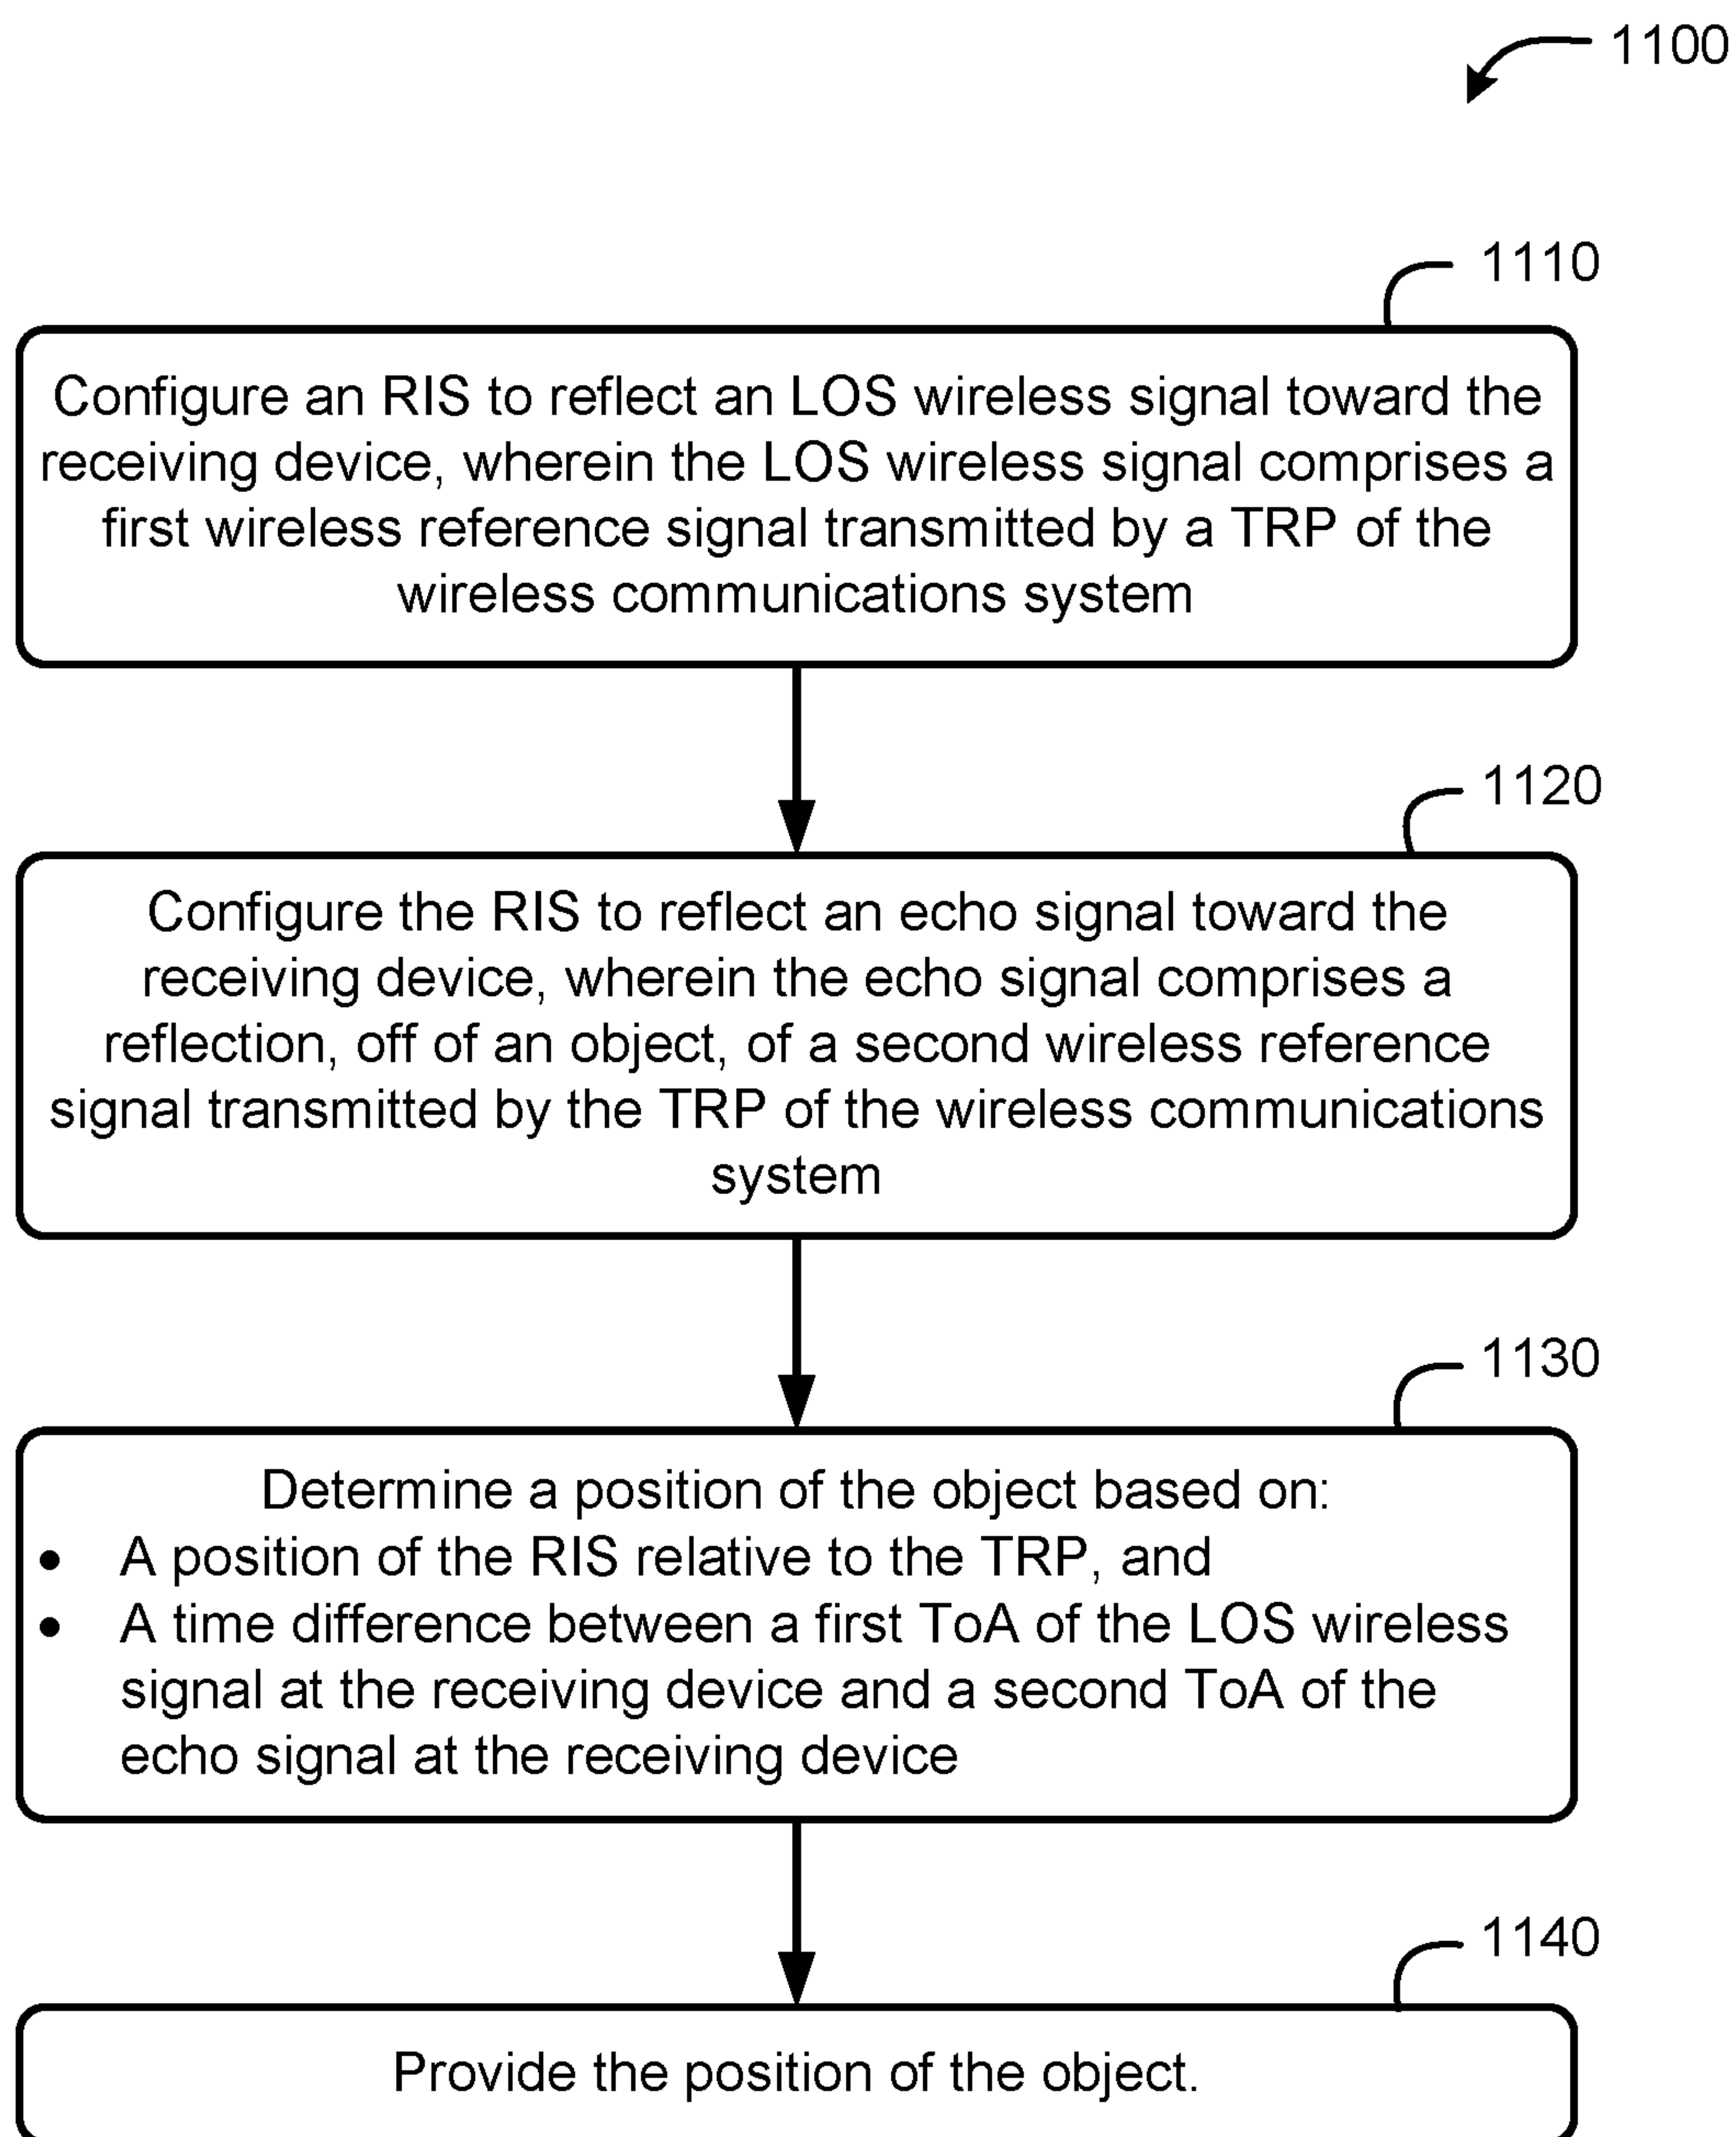 1100
1110
Configure an RIS to reflect an LOS wireless signal toward the
receiving device, wherein the LOS wireless signal comprises a
first wireless reference signal transmitted by a TRP of the
wireless communications system
1120
Configure the RIS to reflect an echo signal toward the
receiving device, wherein the echo signal comprises a
reflection, off of an object, of a second wireless reference
signal transmitted by the TRP of the wireless communications
system
1130
Determine a position of the object based on:
• A position of the RIS relative to the TRP, and
• A time difference between a first ToA of the LOS wireless
signal at the receiving device and a second ToA of the
echo signal at the receiving device
1140
Provide the position of the object.